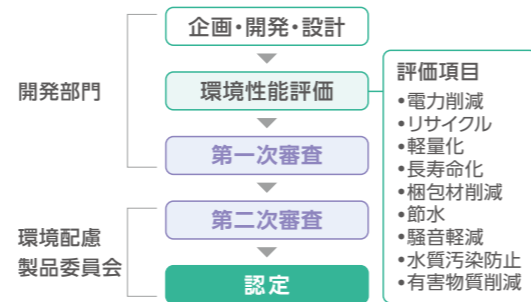 企画・開発・設計
開発部門
環境性能評価
第一次審査
環境配慮
製品委員会
第二次審査
認定
評価項目
•電力削減
•リサイクル
•軽量化
•長寿命化
•梱包材削減
•節水
•騒音軽減
•水質汚染防止
•有害物質削減